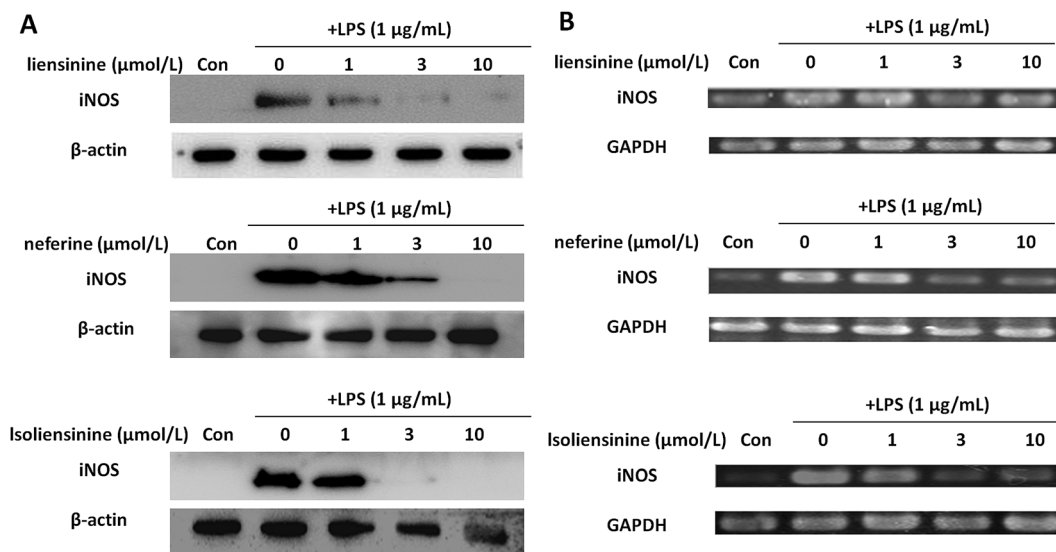 A
+LPS (1 µg/mL)
liensinine (µmol/L) Con 0 1 3 10
iNOS
β-actin
+LPS (1 µg/mL)
neferine (µmol/L) Con 0 1 3 10
iNOS
β-actin
+LPS (1 µg/mL)
Isoliensinine (µmol/L) Con 0 1 3 10
iNOS
β-actin
B
+LPS (1 µg/mL)
liensinine (µmol/L) Con 0 1 3 10
iNOS
GAPDH
+LPS (1 µg/mL)
neferine (µmol/L) Con 0 1 3 10
iNOS
GAPDH
+LPS (1 µg/mL)
Isoliensinine (µmol/L) Con 0 1 3 10
iNOS
GAPDH